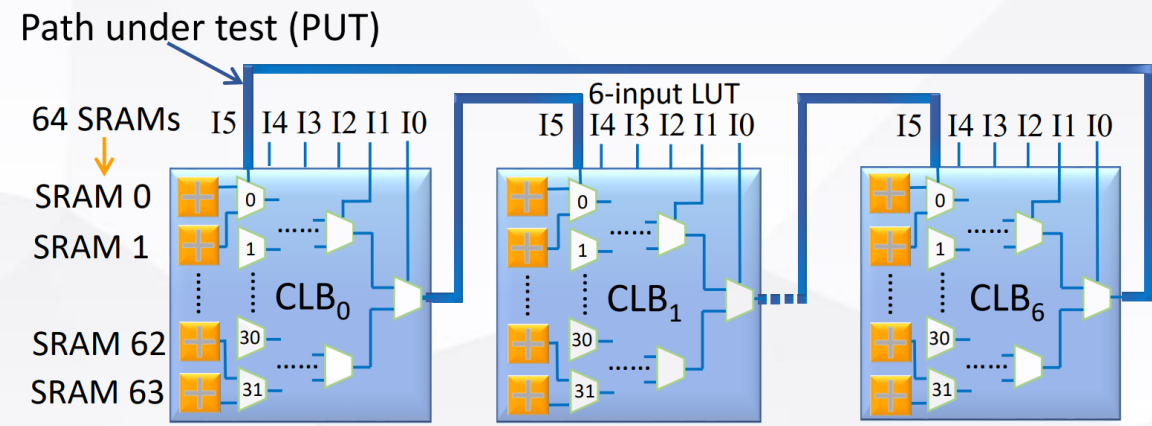 Path under test (PUT)
6-input LUT
64 SRAMs I5 I4 I3 I2 I1 I0 I5 I4 I3 I2 I1 I0 I5 I4 I3 I2 I1 I0
SRAM 0 0 0 0
SRAM 1 1 ...... 1 ...... 1 ......
CLB0 CLB1 CLB6
SRAM 62 30 30 30
SRAM 63 31 ...... 31 ...... 31 ......